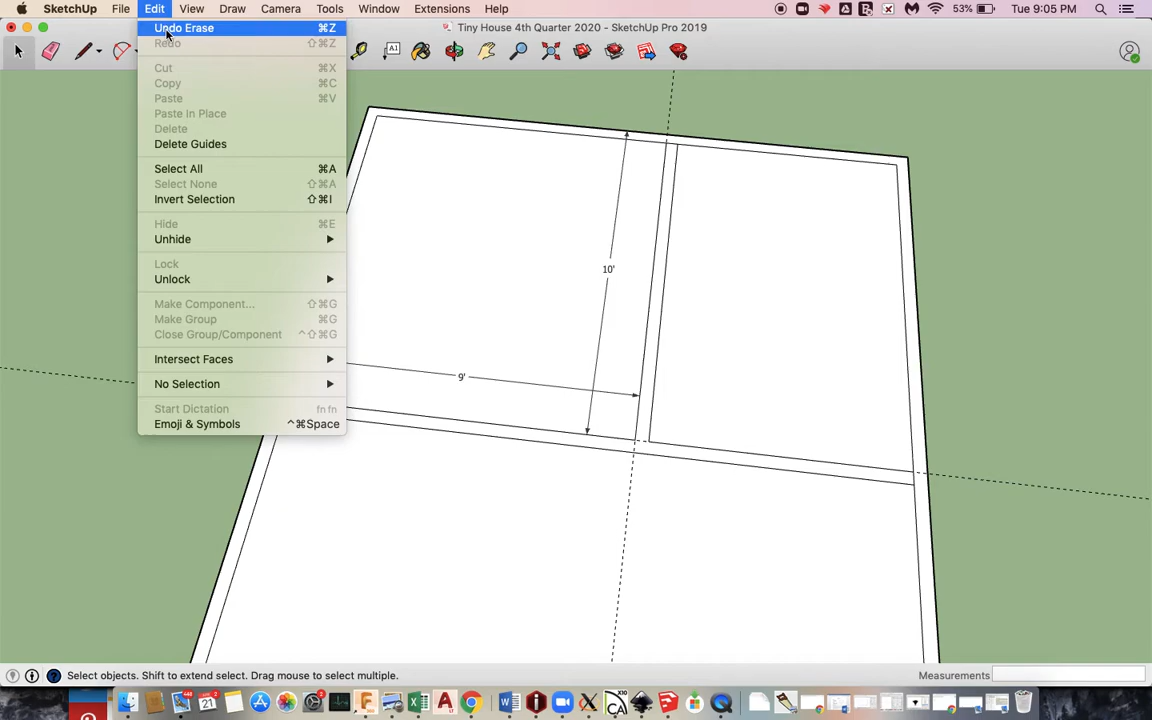 SketchUp File Edit View Draw Camera Tools Window Extensions Help 53% Tue 9:05 PM
Tiny House 4th Quarter 2020 - SketchUp Pro 2019
Undo Erase ⌘Z
Redo ⇧⌘Z
Cut ⌘X
Copy ⌘C
Paste ⌘V
Paste In Place
Delete
Delete Guides
Select All ⌘A
Select None ⇧⌘A
Invert Selection ⇧⌘I
Hide ⌘E
Unhide
Lock
Unlock
Make Component... ⇧⌘G
Make Group ⌘G
Close Group/Component ^⇧⌘G
Intersect Faces
No Selection
Start Dictation fn fn
Emoji & Symbols ^⌘Space
A1
10'
9'
Select objects. Shift to extend select. Drag mouse to select multiple.
Measurements